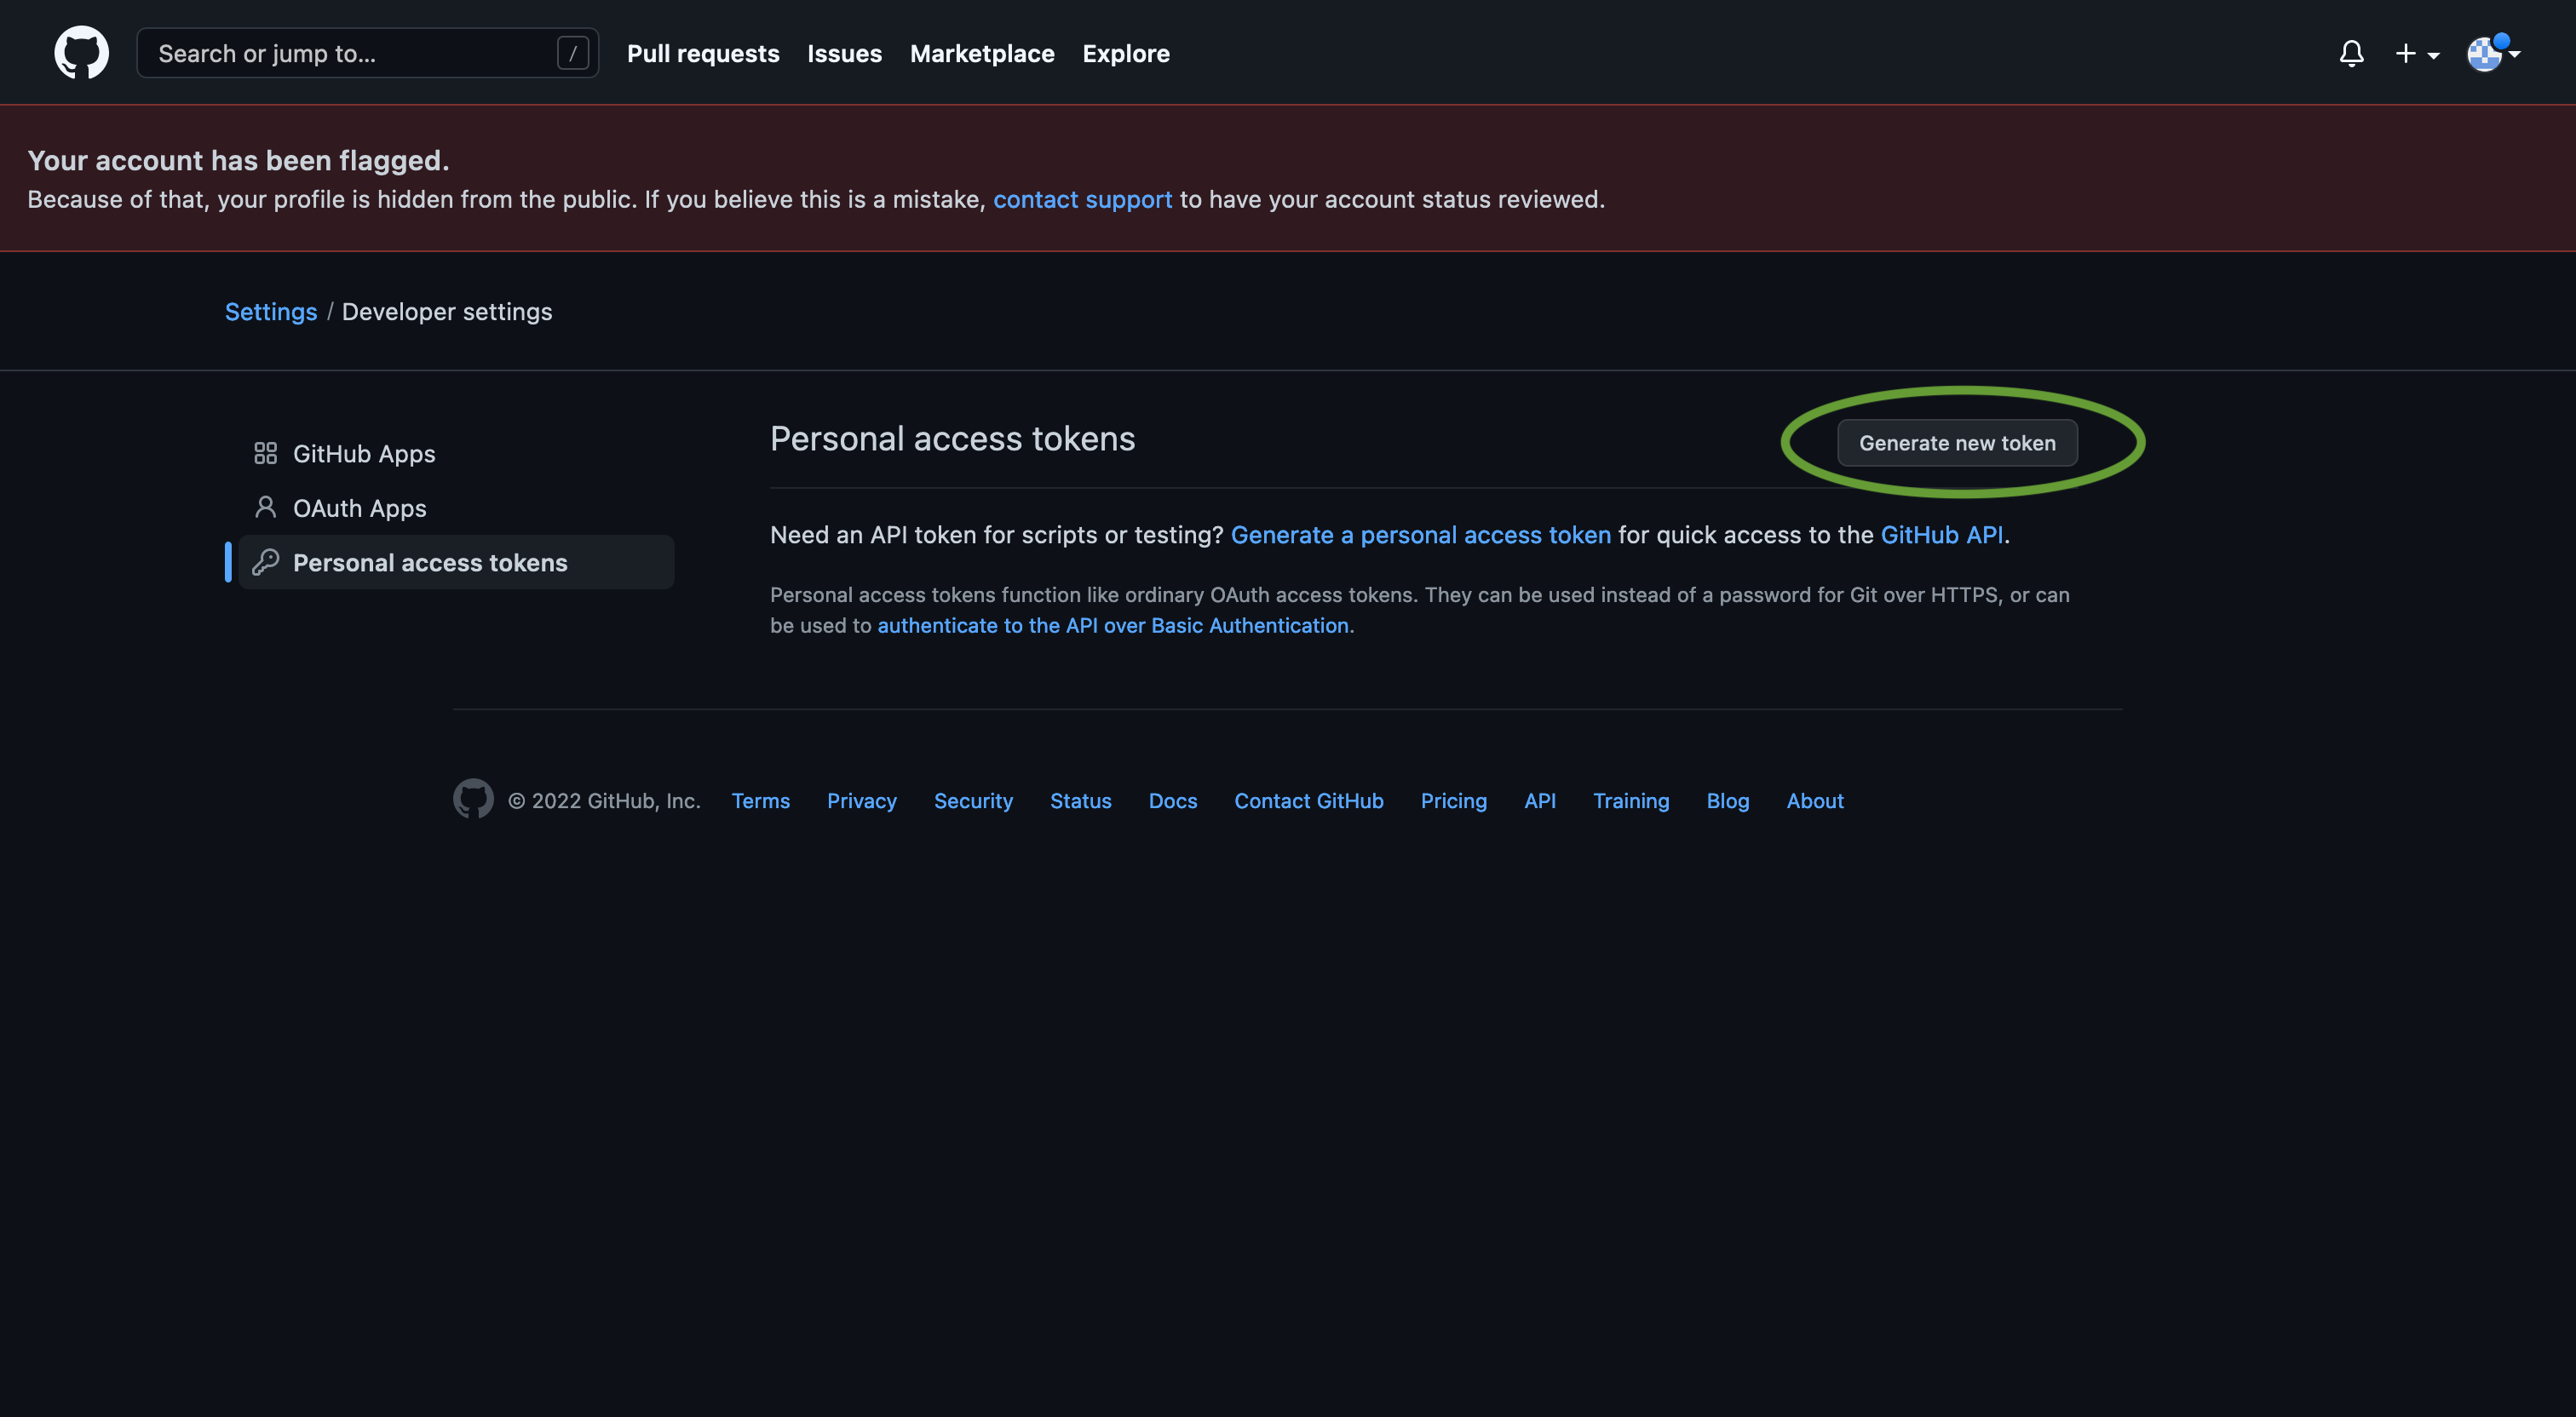 Search or jump to... /
Pull requests Issues Marketplace Explore
Your account has been flagged.
Because of that, your profile is hidden from the public. If you believe this is a mistake, contact support to have your account status reviewed.
Settings / Developer settings
GitHub Apps
OAuth Apps
Personal access tokens
Personal access tokens
Generate new token
Need an API token for scripts or testing? Generate a personal access token for quick access to the GitHub API.
Personal access tokens function like ordinary OAuth access tokens. They can be used instead of a password for Git over HTTPS, or can
be used to authenticate to the API over Basic Authentication.
© 2022 GitHub, Inc. Terms Privacy Security Status Docs Contact GitHub Pricing API Training Blog About